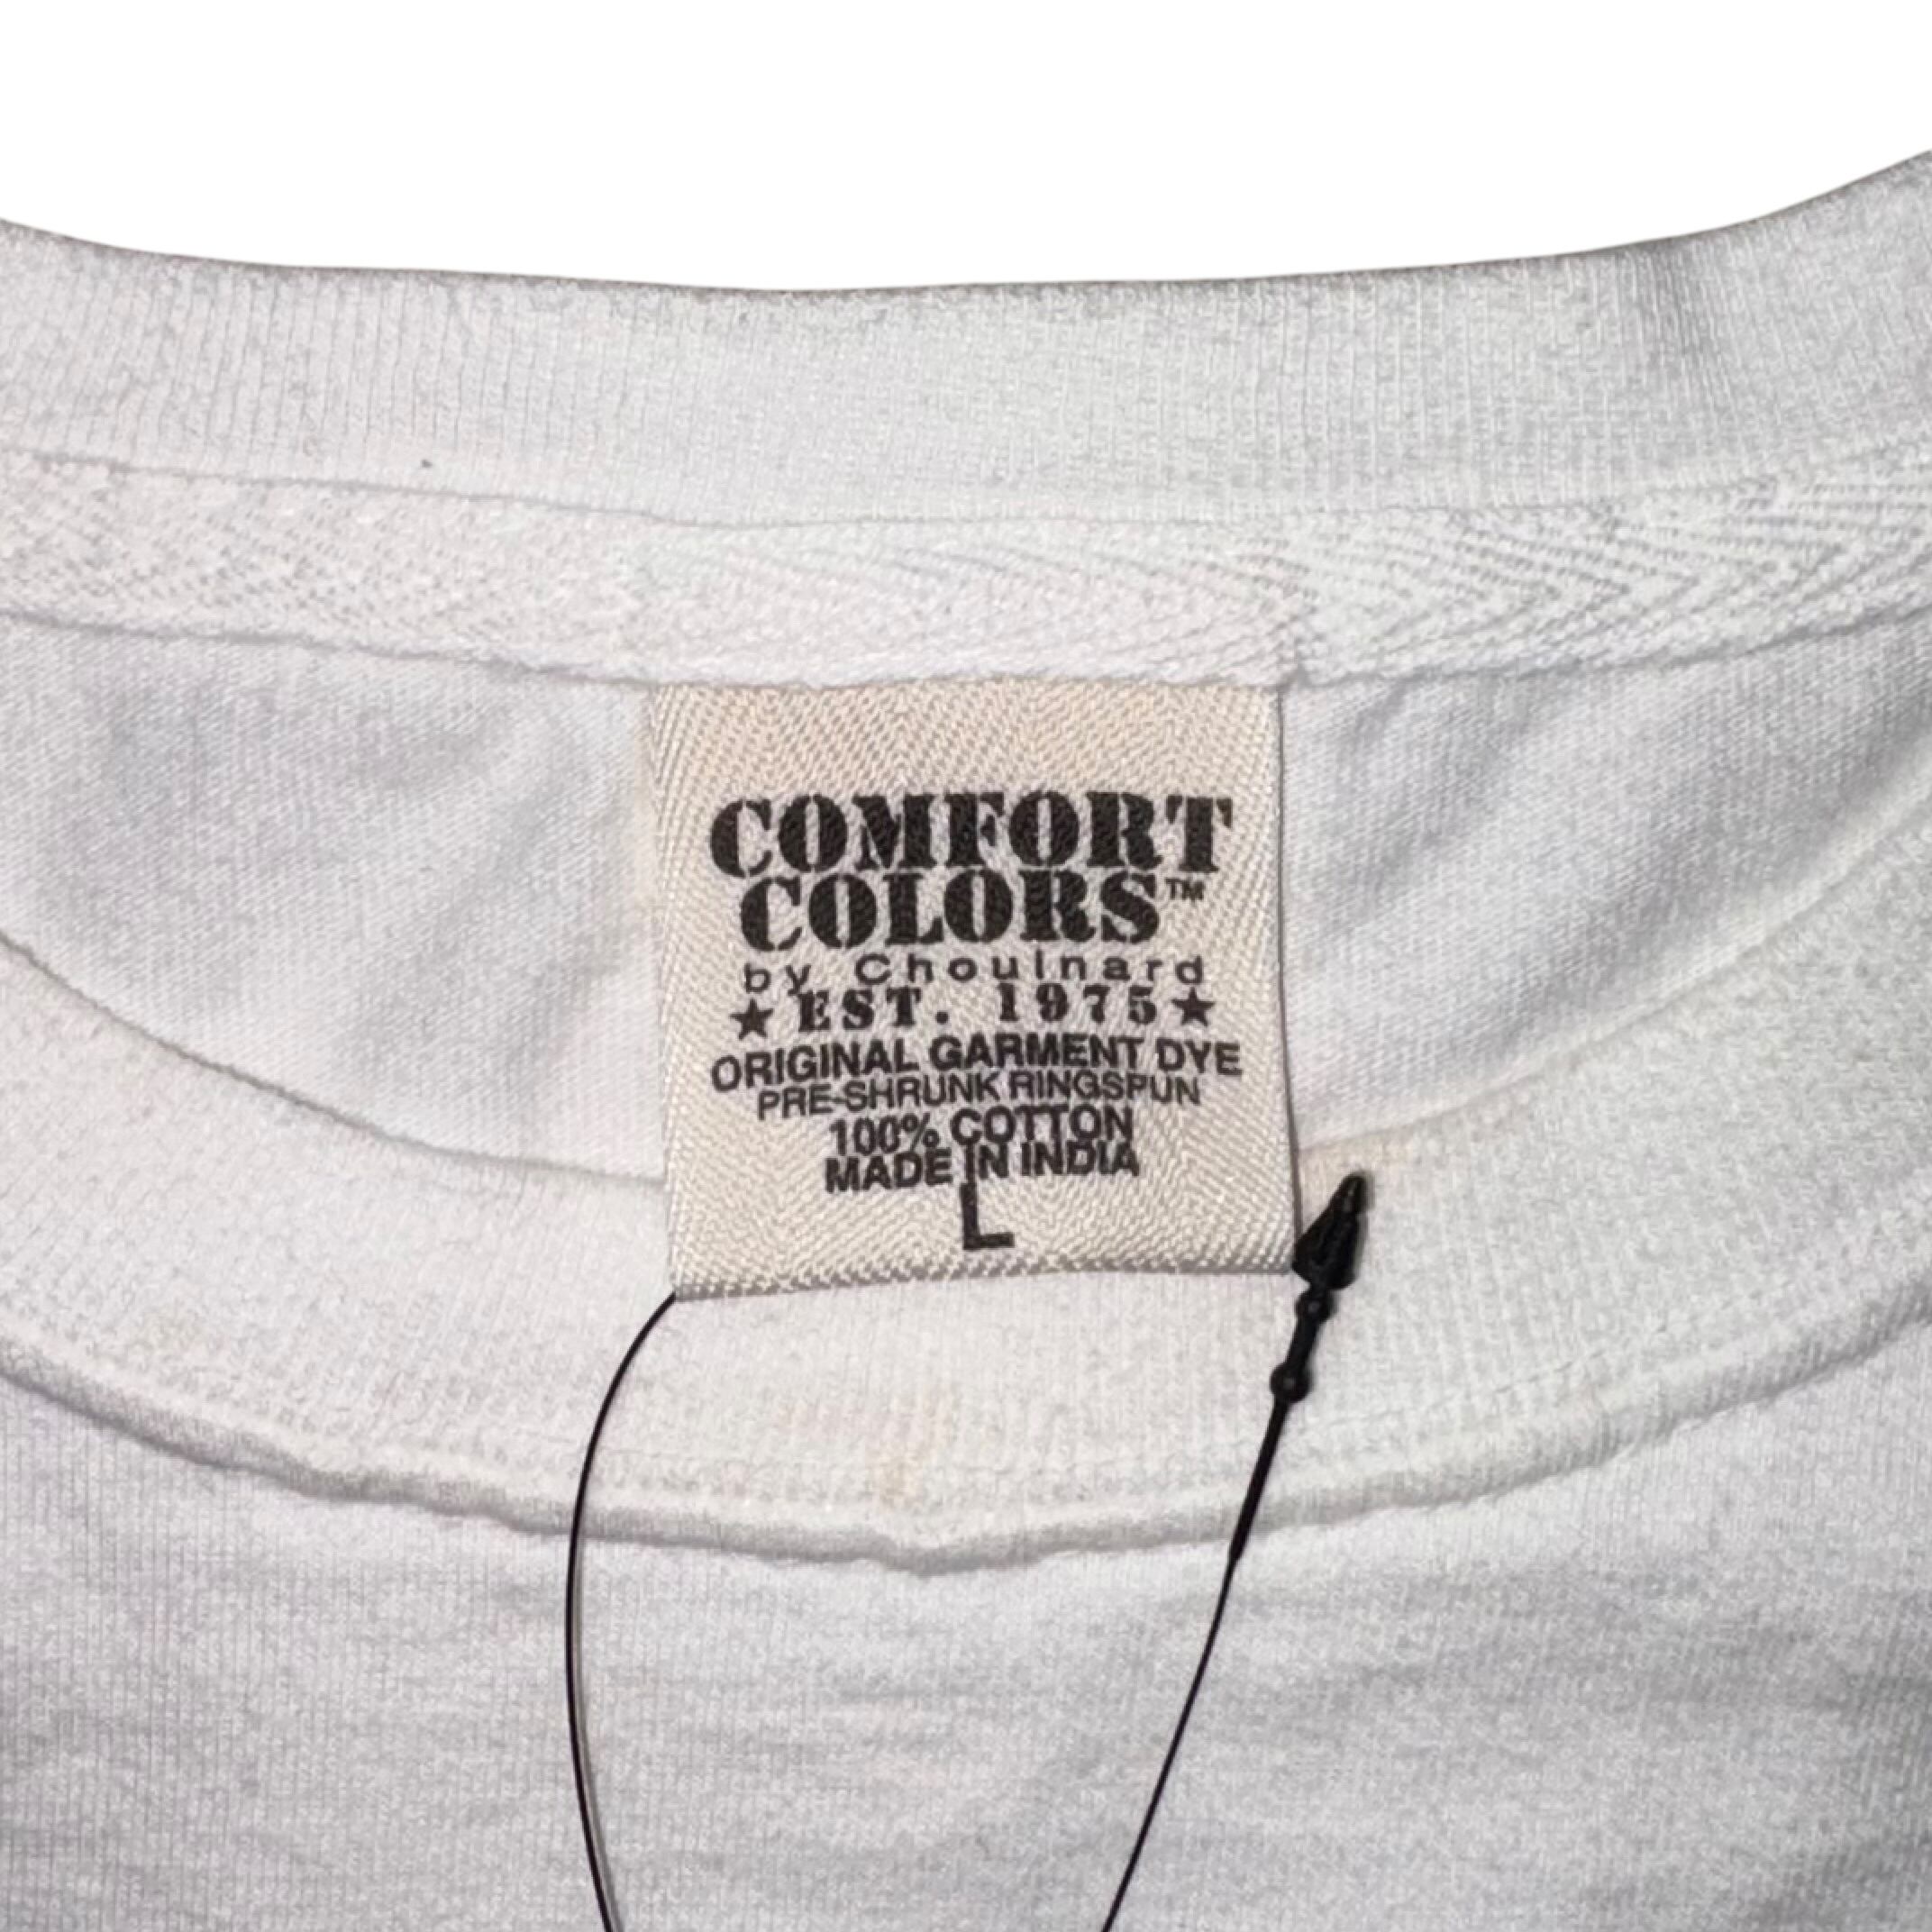 COMFORT
COLORS™
by Chouinard
★ EST. 1975 ★
ORIGINAL GARMENT DYE
PRE-SHRUNK RINGSPUN
100% COTTON
MADE IN INDIA
L